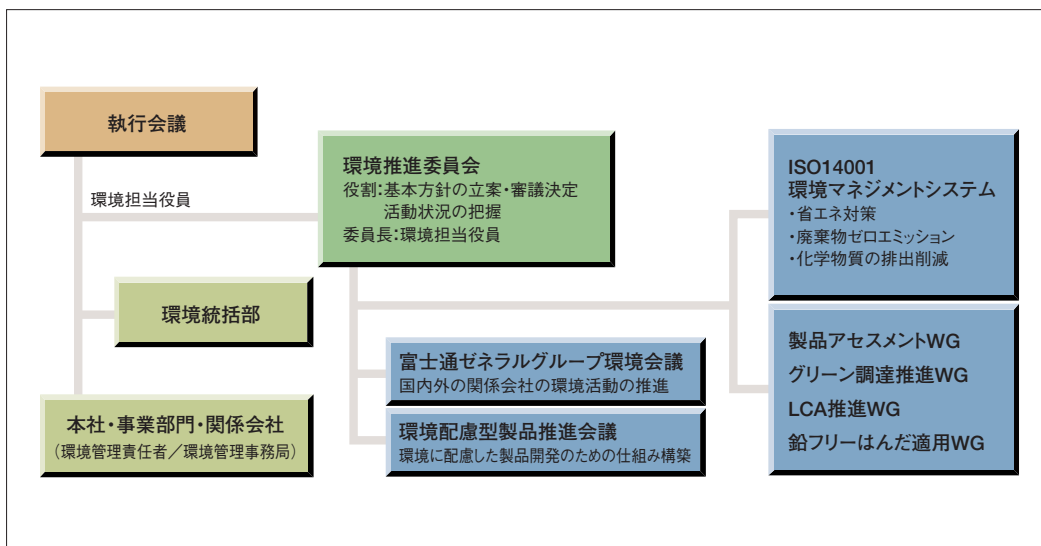 執行会議
環境担当役員
環境推進委員会
役割:基本方針の立案・審議決定
活動状況の把握
委員長:環境担当役員
環境統括部
本社・事業部門・関係会社
(環境管理責任者/環境管理事務局)
富士通ゼネラルグループ環境会議
国内外の関係会社の環境活動の推進
環境配慮型製品推進会議
環境に配慮した製品開発のための仕組み構築
ISO14001
環境マネジメントシステム
・省エネ対策
・廃棄物ゼロエミッション
・化学物質の排出削減
製品アセスメントWG
グリーン調達推進WG
LCA推進WG
鉛フリーはんだ適用WG